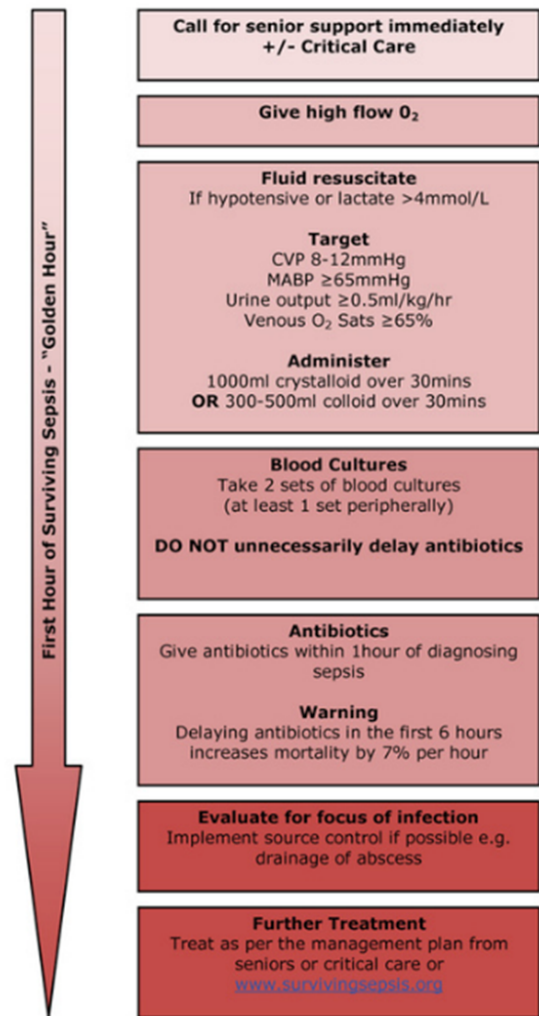 First Hour of Surviving Sepsis - "Golden Hour"
Call for senior support immediately
+/- Critical Care
Give high flow 0₂
Fluid resuscitate
If hypotensive or lactate >4mmol/L
Target
CVP 8-12mmHg
MABP ≥65mmHg
Urine output ≥0.5ml/kg/hr
Venous O₂ Sats ≥65%
Administer
1000ml crystalloid over 30mins
OR 300-500ml colloid over 30mins
Blood Cultures
Take 2 sets of blood cultures
(at least 1 set peripherally)
DO NOT unnecessarily delay antibiotics
Antibiotics
Give antibiotics within 1hour of diagnosing
sepsis
Warning
Delaying antibiotics in the first 6 hours
increases mortality by 7% per hour
Evaluate for focus of infection
Implement source control if possible e.g.
drainage of abscess
Further Treatment
Treat as per the management plan from
seniors or critical care or
www.survivingsepsis.org